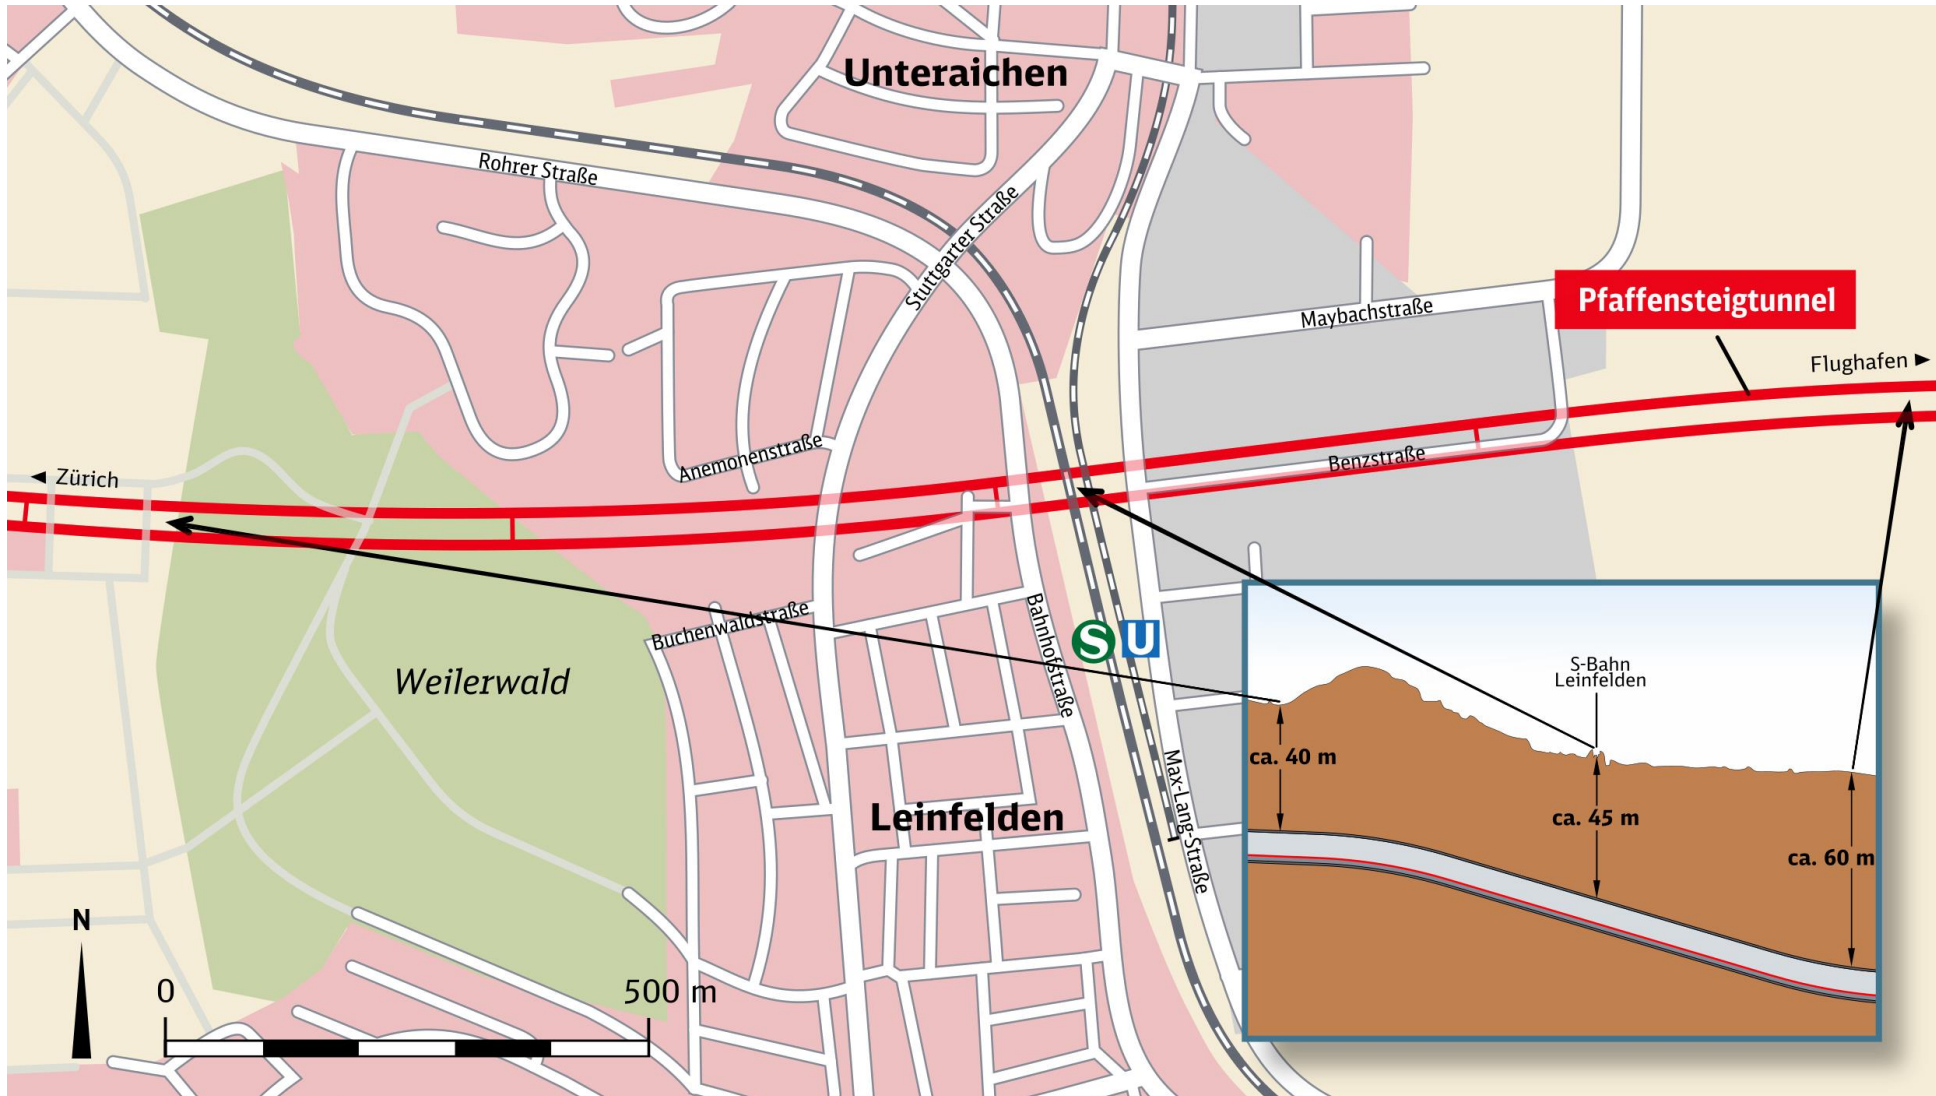 Unteraichen
Rohrer Straße
Stuttgarter Straße
Pfaffensteigtunnel
Maybachstraße
Flughafen ►
Anemonenstraße
Benzstraße
◄ Zürich
Buchenwaldstraße
Bahnhofstraße
S
U
Weilerwald
S-Bahn
Leinfelden
ca. 40 m
Max-Lang-Straße
Leinfelden
ca. 45 m
ca. 60 m
N
0
500 m